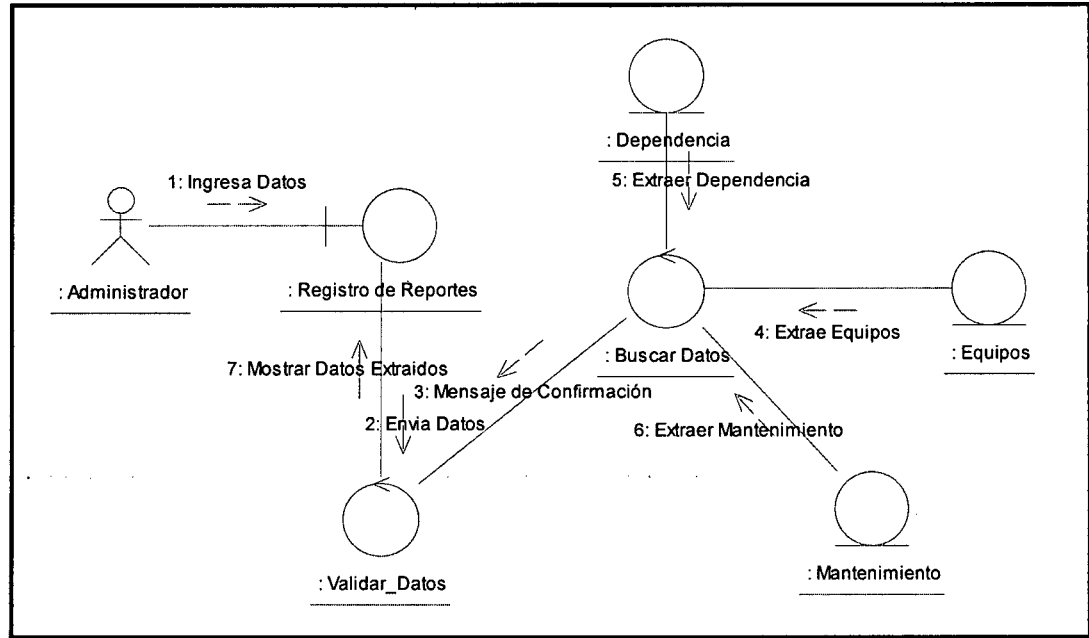 : Dependencia
1: Ingresa Datos
5: Extraer Dependencia
: Administrador
: Registro de Reportes
4: Extrae Equipos
: Buscar Datos
: Equipos
7: Mostrar Datos Extraidos
3: Mensaje de Confirmación
2: Envia Datos
6: Extraer Mantenimiento
: Validar_Datos
: Mantenimiento